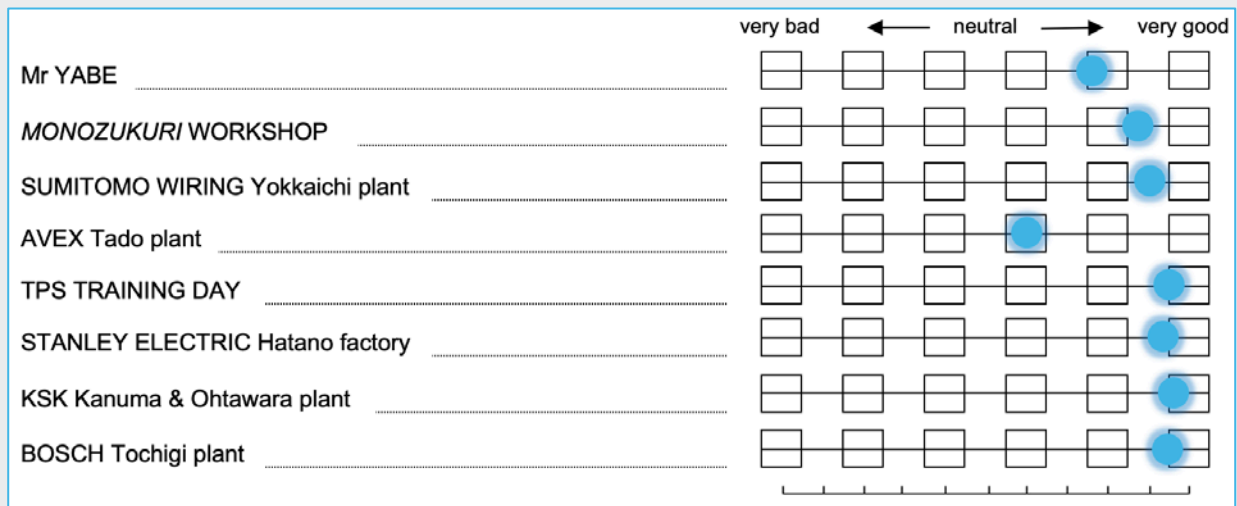 very bad neutral very good
Mr YABE
MONOZUKURI WORKSHOP
SUMITOMO WIRING Yokkaichi plant
AVEX Tado plant
TPS TRAINING DAY
STANLEY ELECTRIC Hatano factory
KSK Kanuma & Ohtawara plant
BOSCH Tochigi plant